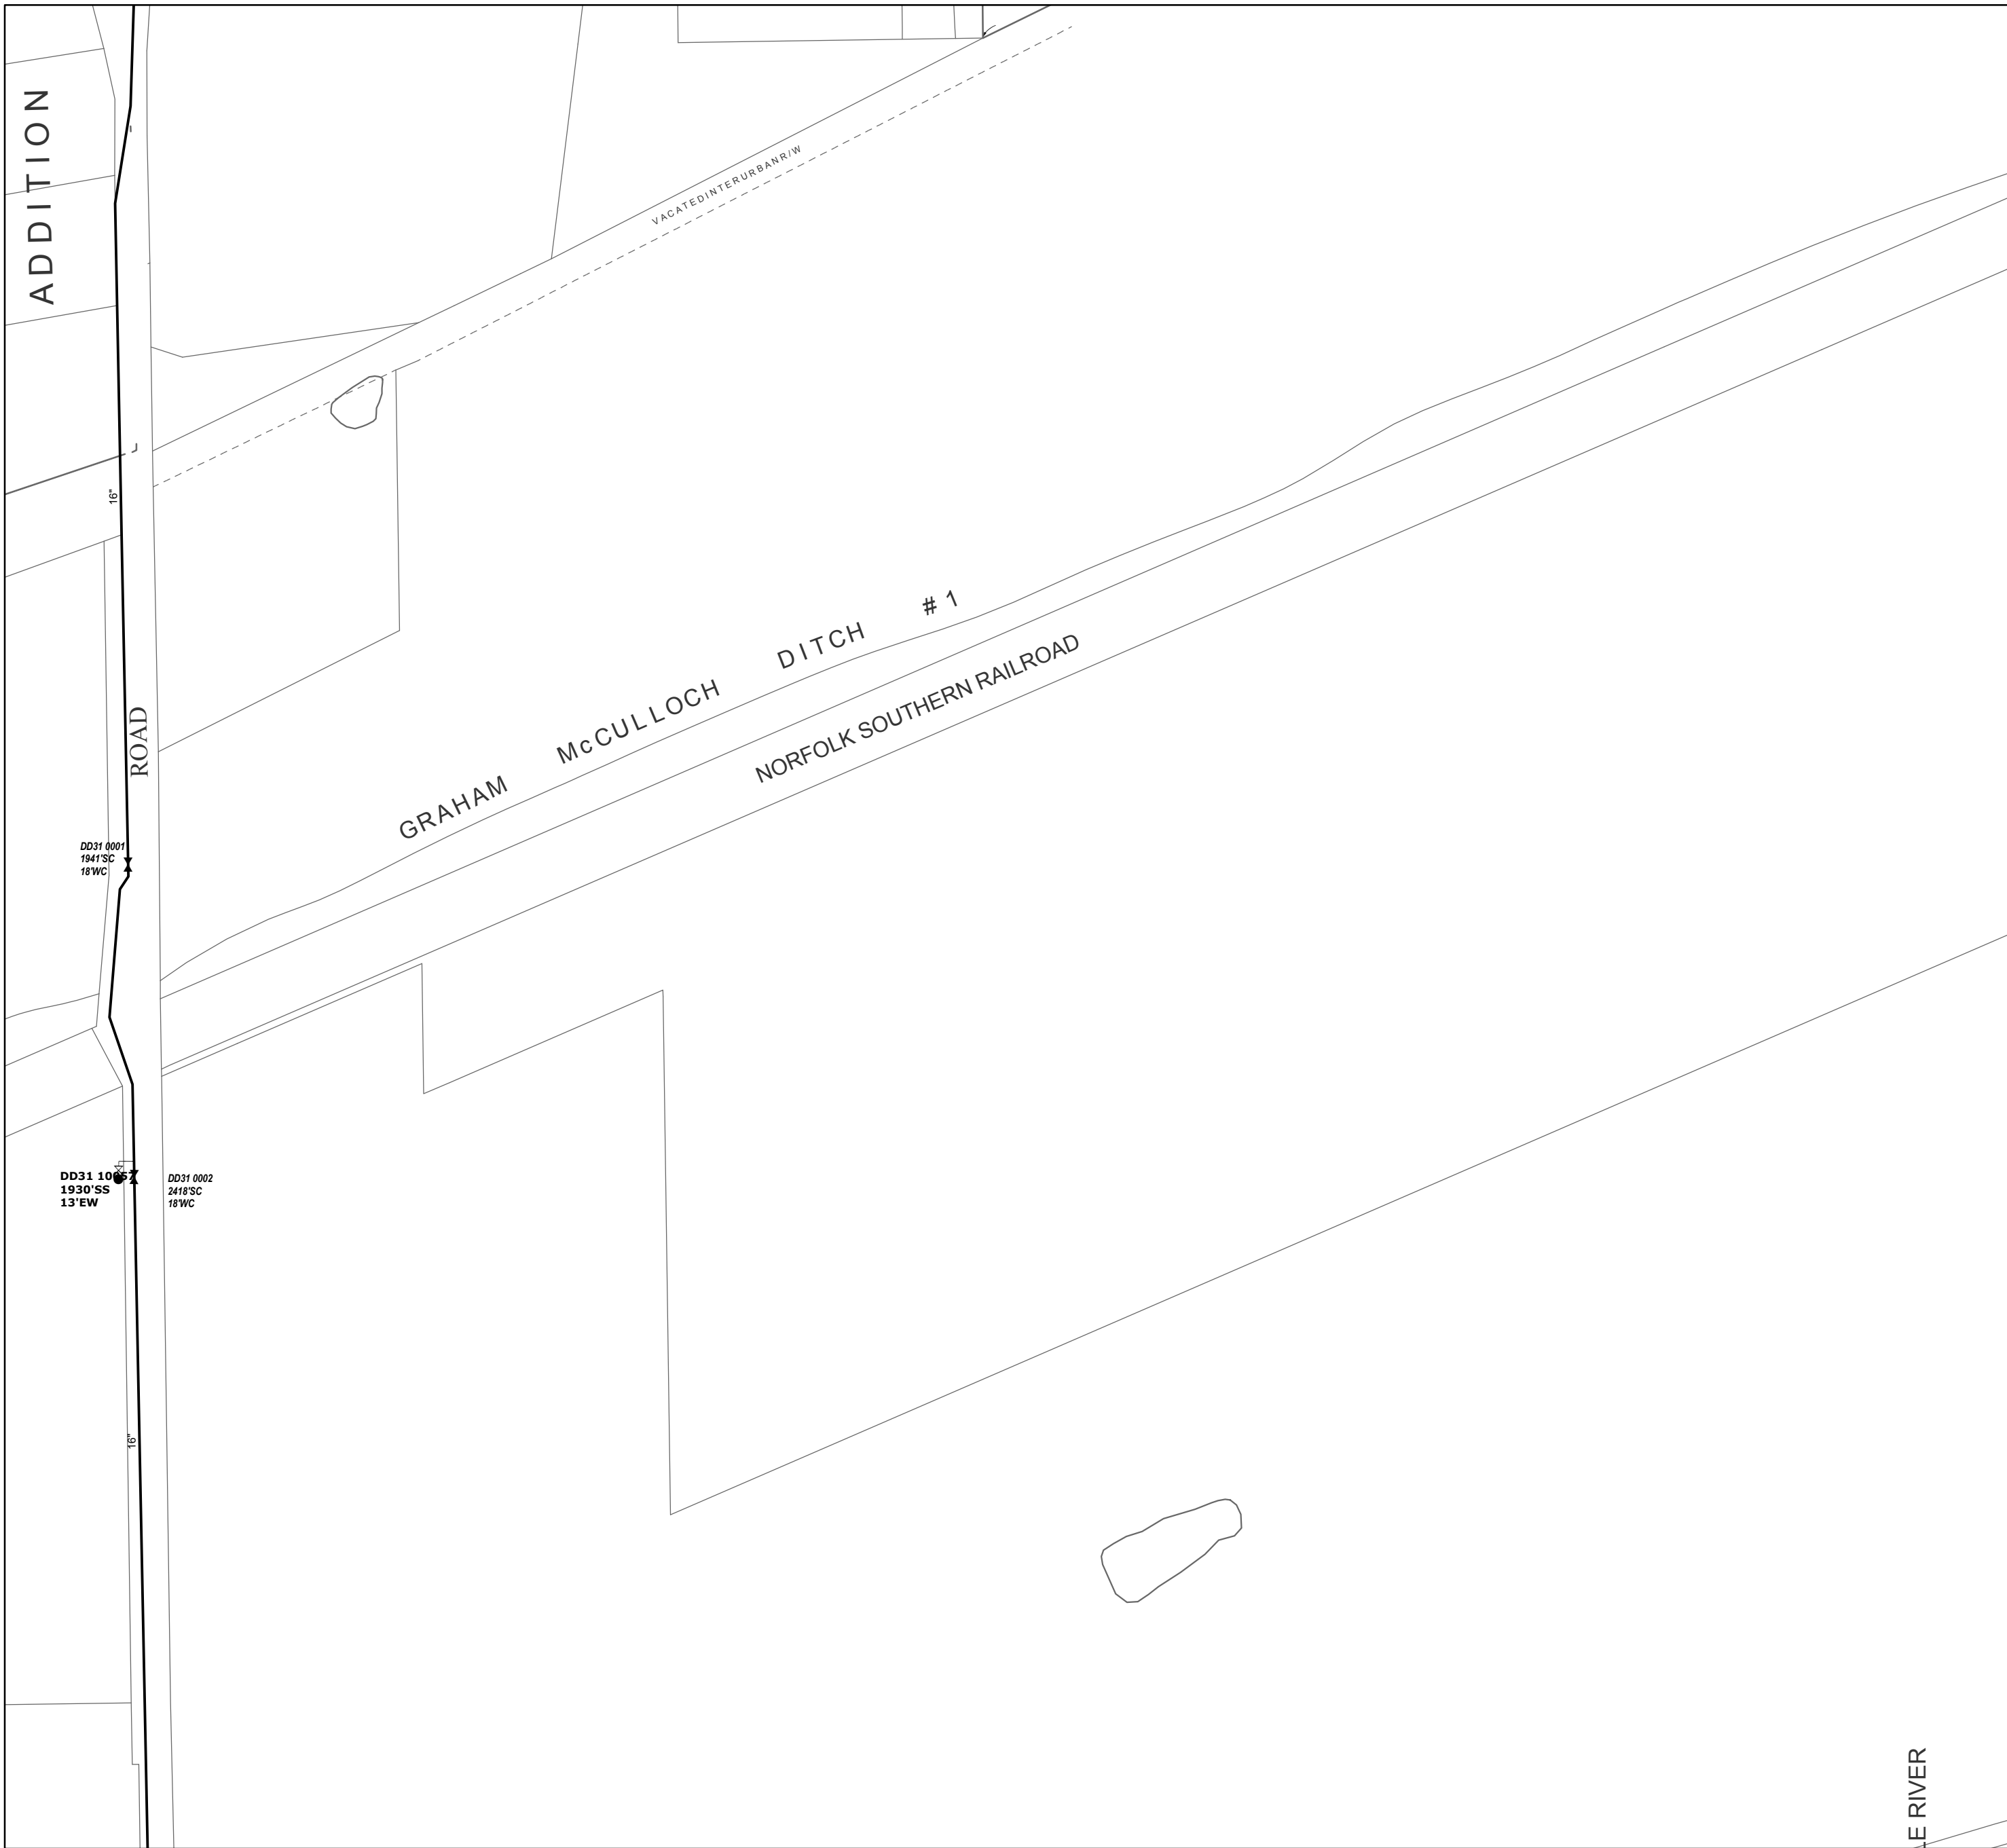 ADDITION
VACATEDINTERURBANR/W
16"
GRAHAM McCULLOCH DITCH # 1
NORFOLK SOUTHERN RAILROAD
ROAD
DD31 0001
1941'SC
18'WC
DD31
1930'SS
13'EW
DD31 0002
2418'SC
18'WC
16"
RIVER